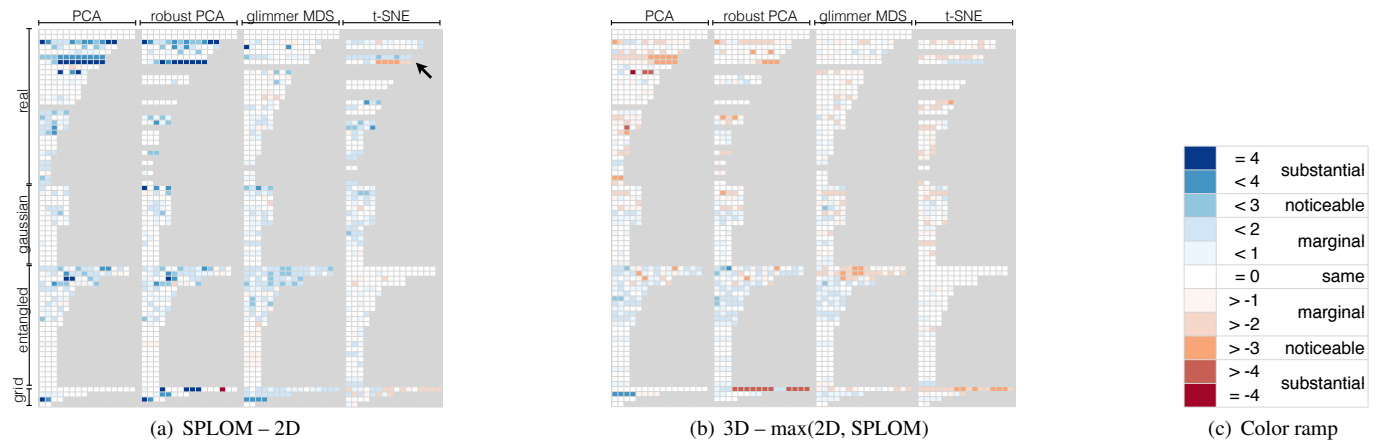 PCA robust PCA glimmer MDS t-SNE
PCA robust PCA glimmer MDS t-SNE
real
gaussian
entangled
grid
= 4 substantial
< 4
< 3 noticeable
< 2 marginal
< 1
= 0 same
> -1 marginal
> -2
> -3 noticeable
> -4 substantial
= -4
(a) SPLOM – 2D
(b) 3D – max(2D, SPLOM)
(c) Color ramp